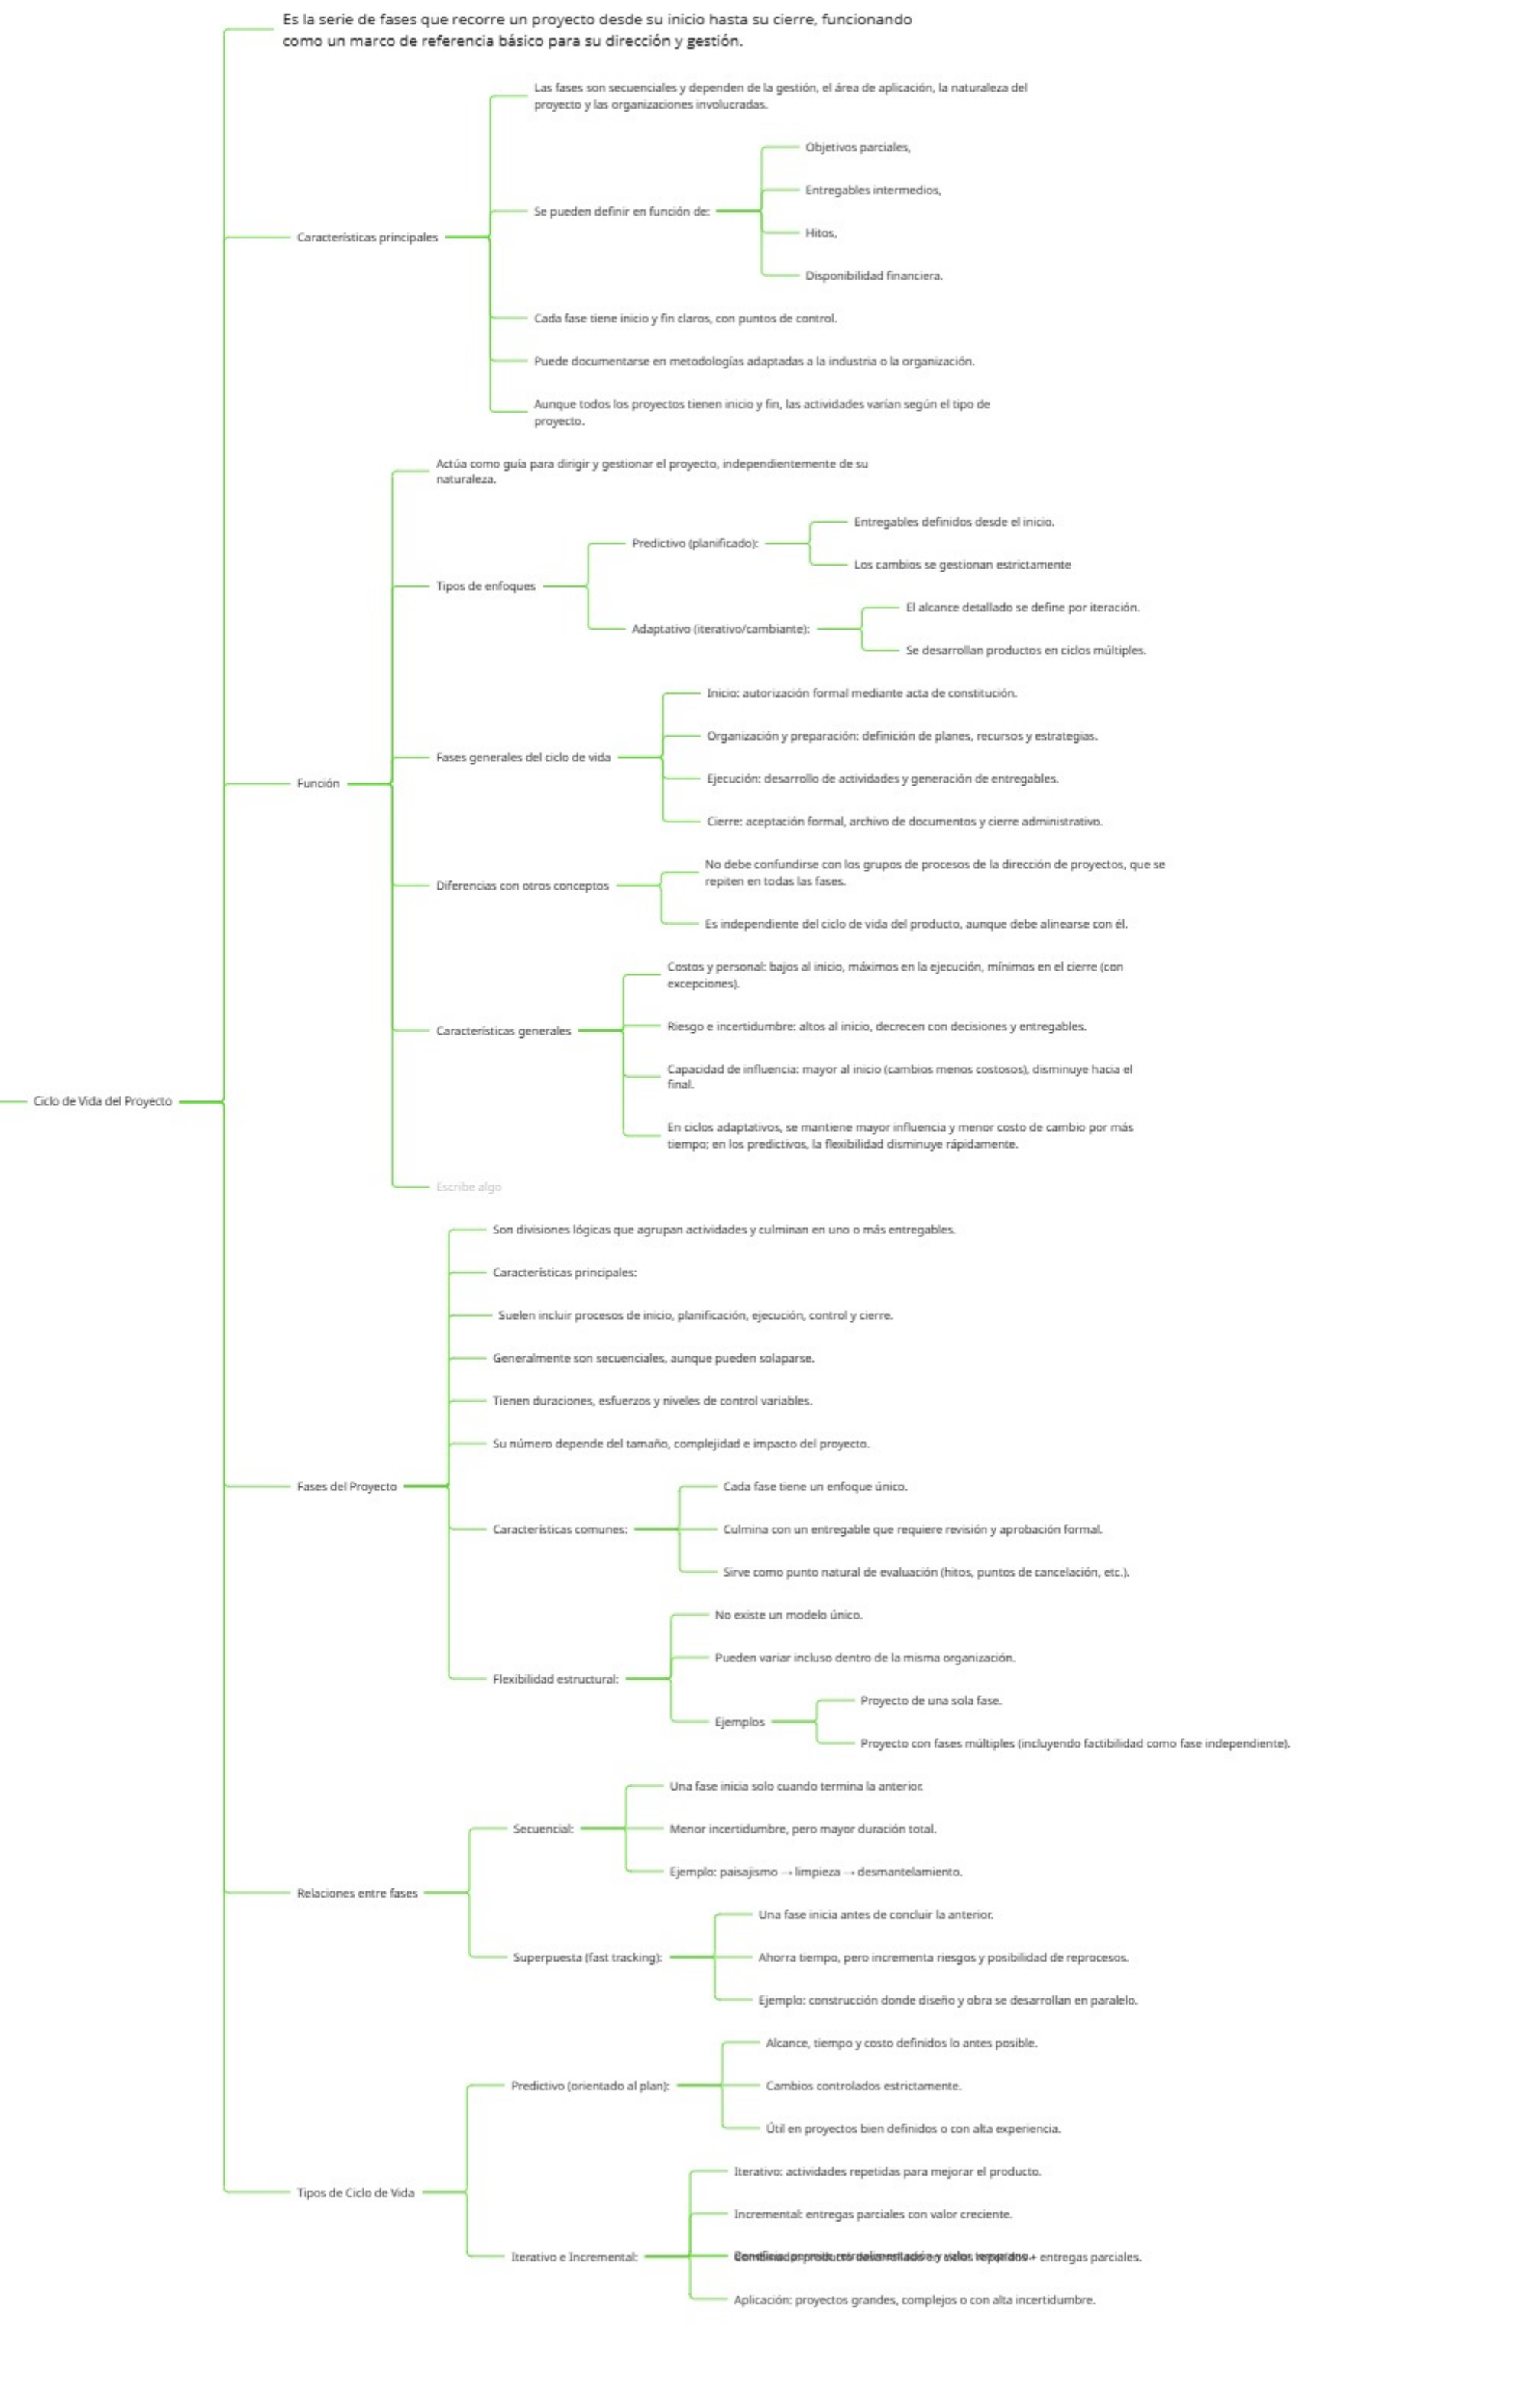 Es la serie de fases que recorre un proyecto desde su inicio hasta su cierre, funcionando
como un marco de referencia básico para su dirección y gestión.
Las fases son secuenciales y dependen de la gestión, el área de aplicación, la naturaleza del
proyecto y las organizaciones involucradas.
Objetivos parciales,
Entregables intermedios,
Se pueden definir en función de:
Hitos,
Características principales
Disponibilidad financiera.
Cada fase tiene inicio y fin claros, con puntos de control.
Puede documentarse en metodologías adaptadas a la industria o la organización.
Aunque todos los proyectos tienen inicio y fin, las actividades varían según el tipo de
proyecto.
Actúa como guía para dirigir y gestionar el proyecto, independientemente de su
naturaleza.
Entregables definidos desde el inicio.
Predictivo (planificado):
Los cambios se gestionan estrictamente
Tipos de enfoques
El alcance detallado se define por iteración.
Adaptativo (iterativo/cambiante):
Se desarrollan productos en ciclos múltiples.
Inicio: autorización formal mediante acta de constitución.
Organización y preparación: definición de planes, recursos y estrategias.
Fases generales del ciclo de vida
Ejecución: desarrollo de actividades y generación de entregables.
Función
Cierre: aceptación formal, archivo de documentos y cierre administrativo.
No debe confundirse con los grupos de procesos de la dirección de proyectos, que se
repiten en todas las fases.
Diferencias con otros conceptos
Es independiente del ciclo de vida del producto, aunque debe alinearse con él.
Costos y personal: bajos al inicio, máximos en la ejecución, mínimos en el cierre (con
excepciones).
Riesgo e incertidumbre: altos al inicio, decrecen con decisiones y entregables.
Características generales
Capacidad de influencia: mayor al inicio (cambios menos costosos), disminuye hacia el
final.
Ciclo de Vida del Proyecto
En ciclos adaptativos, se mantiene mayor influencia y menor costo de cambio por más
tiempo; en los predictivos, la flexibilidad disminuye rápidamente.
Escribe algo
Son divisiones lógicas que agrupan actividades y culminan en uno o más entregables.
Características principales:
Suelen incluir procesos de inicio, planificación, ejecución, control y cierre.
Generalmente son secuenciales, aunque pueden solaparse.
Tienen duraciones, esfuerzos y niveles de control variables.
Su número depende del tamaño, complejidad e impacto del proyecto.
Fases del Proyecto
Cada fase tiene un enfoque único.
Características comunes:
Culmina con un entregable que requiere revisión y aprobación formal.
Sirve como punto natural de evaluación (hitos, puntos de cancelación, etc.).
No existe un modelo único.
Pueden variar incluso dentro de la misma organización.
Flexibilidad estructural:
Proyecto de una sola fase.
Ejemplos
Proyecto con fases múltiples (incluyendo factibilidad como fase independiente).
Una fase inicia solo cuando termina la anterior.
Secuencial:
Menor incertidumbre, pero mayor duración total.
Ejemplo: paisajismo → limpieza → desmantelamiento.
Relaciones entre fases
Una fase inicia antes de concluir la anterior.
Superpuesta (fast tracking):
Ahorra tiempo, pero incrementa riesgos y posibilidad de reprocesos.
Ejemplo: construcción donde diseño y obra se desarrollan en paralelo.
Alcance, tiempo y costo definidos lo antes posible.
Predictivo (orientado al plan):
Cambios controlados estrictamente.
Útil en proyectos bien definidos o con alta experiencia.
Iterativo: actividades repetidas para mejorar el producto.
Tipos de Ciclo de Vida
Incremental: entregas parciales con valor creciente.
Iterativo e Incremental:
+ entregas parciales.
Aplicación: proyectos grandes, complejos o con alta incertidumbre.